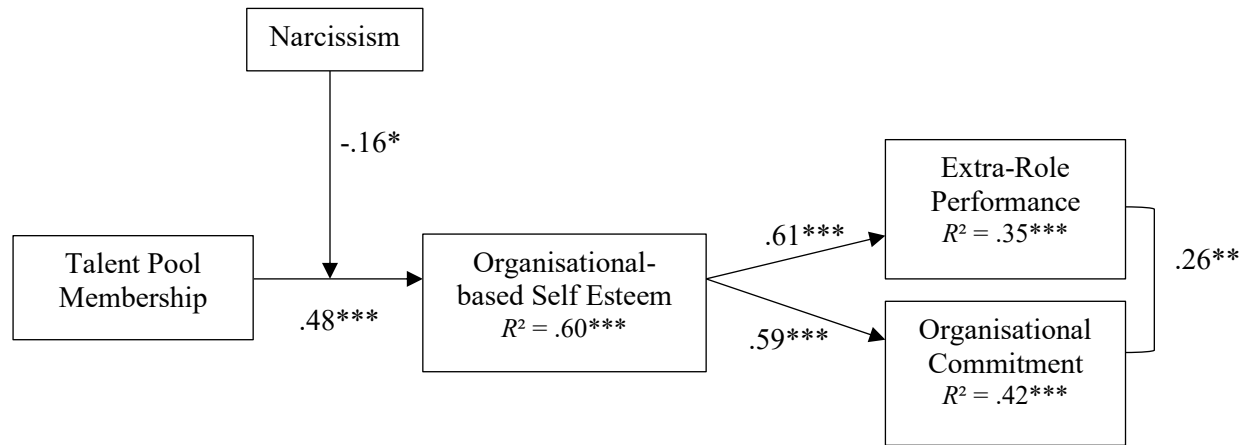 Narcissism
-.16*
Talent Pool
Membership
.48***
Organisational-
based Self Esteem
R² = .60***
.61***
.59***
Extra-Role
Performance
R² = .35***
Organisational
Commitment
R² = .42***
.26**